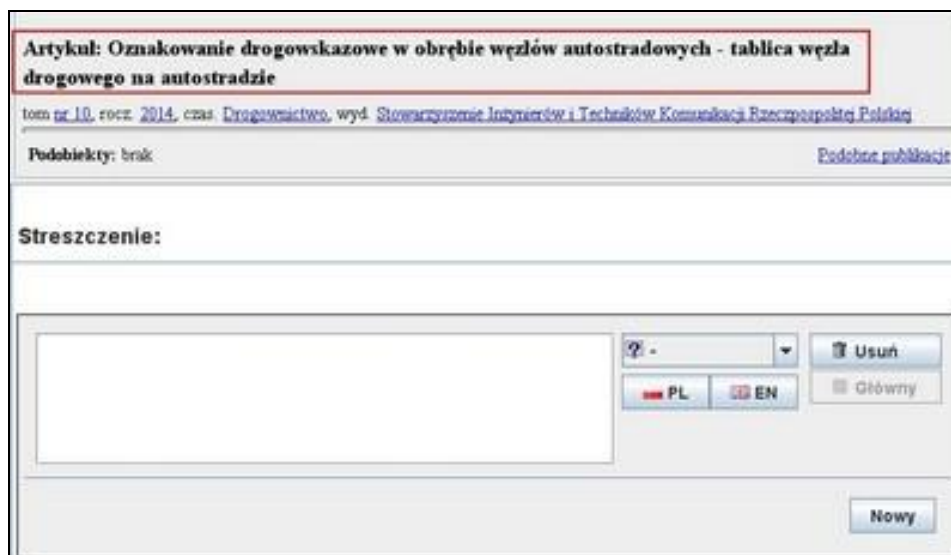 Artykuł: Oznakowanie drogowskazowe w obrębie węzłów autostradowych - tablica węzła
drogowego na autostradzie
tom nr 10, rocz. 2014, czas. Drogownictwo, wyd. Stowarzyszenie Inżynierów i Techników Komunikacji Rzeczpospolitej Polskiej
Podobiekty: brak Podobne publikacje
Streszczenie:
? - Usuń
PL EN Główny
Nowy